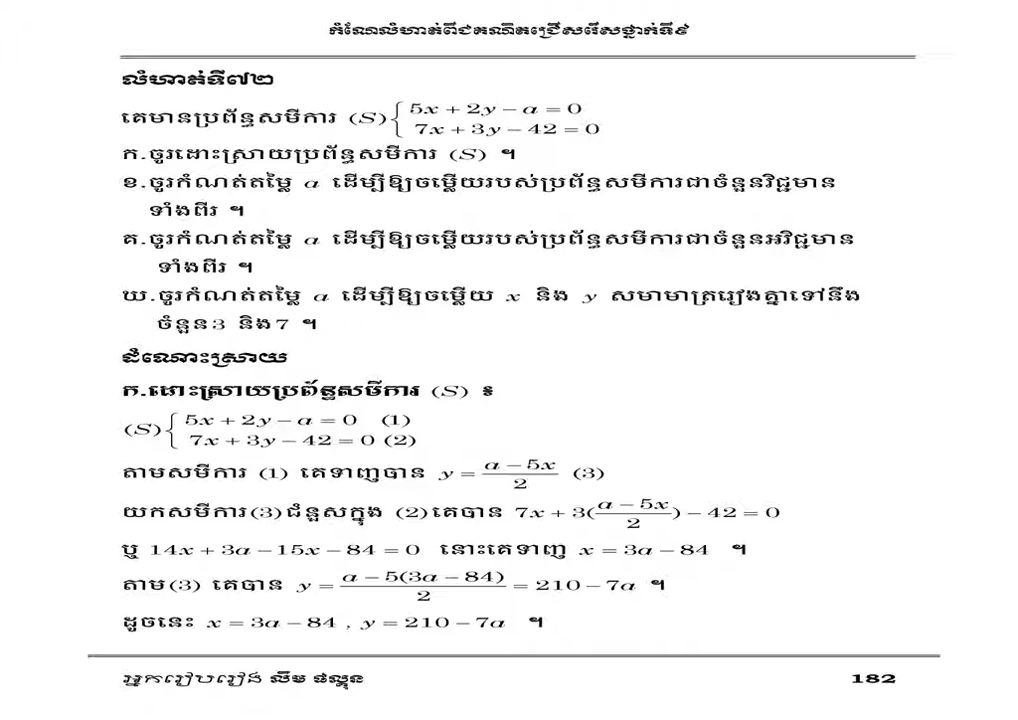 កំណែលំហាត់ពីជគណិតជ្រើសរើសថ្នាក់ទី៩
លំហាត់ទី៧២
គេមានប្រព័ន្ធសមីការ (S){ 5x + 2y − a = 0
7x + 3y − 42 = 0
ក.ចូរដោះស្រាយប្រព័ន្ធសមីការ (S) ។
ខ.ចូរកំណត់តម្លៃ a ដើម្បីឱ្យចម្លើយរបស់ប្រព័ន្ធសមីការជាចំនួនវិជ្ជមាន
ទាំងពីរ ។
គ.ចូរកំណត់តម្លៃ a ដើម្បីឱ្យចម្លើយរបស់ប្រព័ន្ធសមីការជាចំនួនអវិជ្ជមាន
ទាំងពីរ ។
ឃ.ចូរកំណត់តម្លៃ a ដើម្បីឱ្យចម្លើយ x និង y សមាមាត្ររៀងគ្នាទៅនឹង
ចំនួន3 និង7 ។
ដំណោះស្រាយ
ក.ដោះស្រាយប្រព័ន្ធសមីការ (S) ៖
(S){ 5x + 2y − a = 0 (1)
7x + 3y − 42 = 0 (2)
តាមសមីការ (1) គេទាញបាន y = (a − 5x)/2 (3)
យកសមីការ(3)ជំនួសក្នុង (2)គេបាន 7x + 3((a − 5x)/2) − 42 = 0
ឬ 14x + 3a − 15x − 84 = 0 នោះគេទាញ x = 3a − 84 ។
តាម(3) គេបាន y = (a − 5(3a − 84))/2 = 210 − 7a ។
ដូចនេះ x = 3a − 84 , y = 210 − 7a ។
អ្នករៀបរៀង លឹម ផល្គុន 182